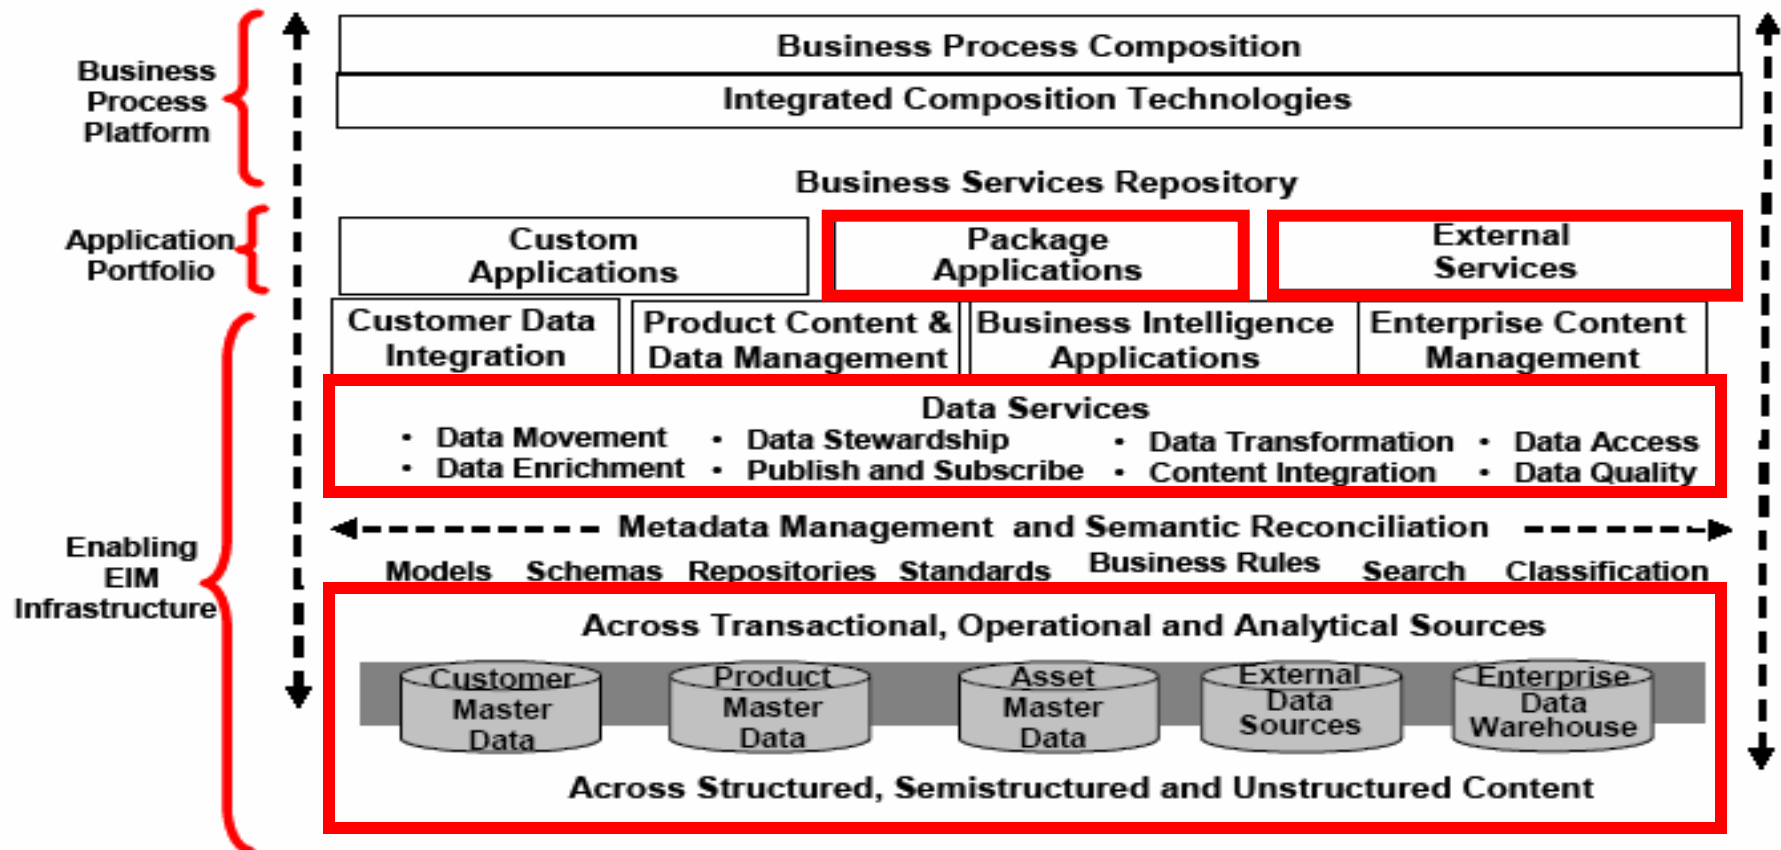 Business
Process
Platform
Business Process Composition
Integrated Composition Technologies
Business Services Repository
Application
Portfolio
Custom
Applications
Package
Applications
External
Services
Enabling
EIM
Infrastructure
Customer Data
Integration
Product Content &
Data Management
Business Intelligence
Applications
Enterprise Content
Management
Data Services
• Data Movement
• Data Enrichment
• Data Stewardship
• Publish and Subscribe
• Data Transformation
• Content Integration
• Data Access
• Data Quality
Metadata Management and Semantic Reconciliation
Models Schemas Repositories Standards Business Rules Search Classification
Across Transactional, Operational and Analytical Sources
Customer
Master
Data
Product
Master
Data
Asset
Master
Data
External
Data
Sources
Enterprise
Data
Warehouse
Across Structured, Semistructured and Unstructured Content